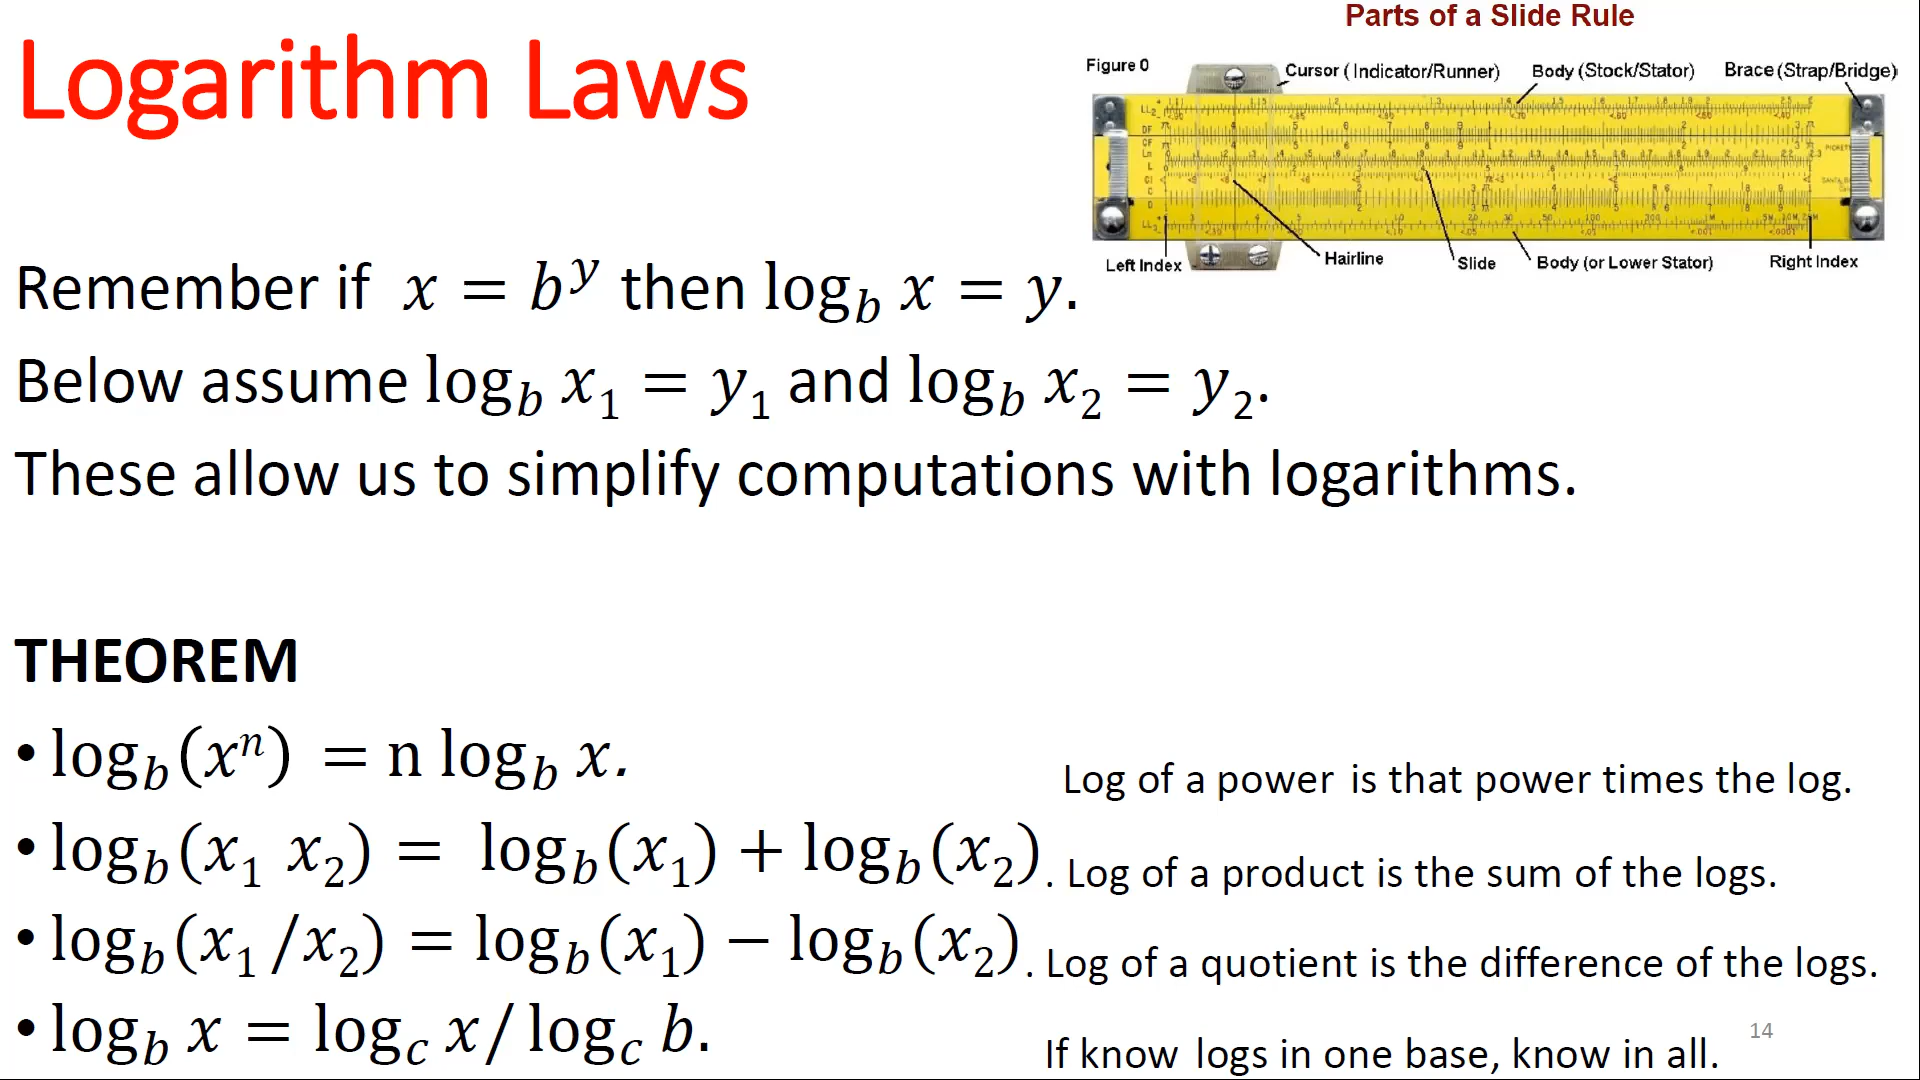 Parts of a Slide Rule
Logarithm Laws
Figure 0
Cursor (Indicator/Runner)
Body (Stock/Stator)
Brace(Strap/Bridge)
Left Index
Hairline
Slide
Body (or Lower Stator)
Right Index
Remember if x = b^y then log_b x = y.
Below assume log_b x_1 = y_1 and log_b x_2 = y_2.
These allow us to simplify computations with logarithms.
THEOREM
• log_b(x^n) = n log_b x.
Log of a power is that power times the log.
• log_b(x_1 x_2) = log_b(x_1) + log_b(x_2). Log of a product is the sum of the logs.
• log_b(x_1/x_2) = log_b(x_1) − log_b(x_2). Log of a quotient is the difference of the logs.
• log_b x = log_c x/ log_c b.
If know logs in one base, know in all.
14